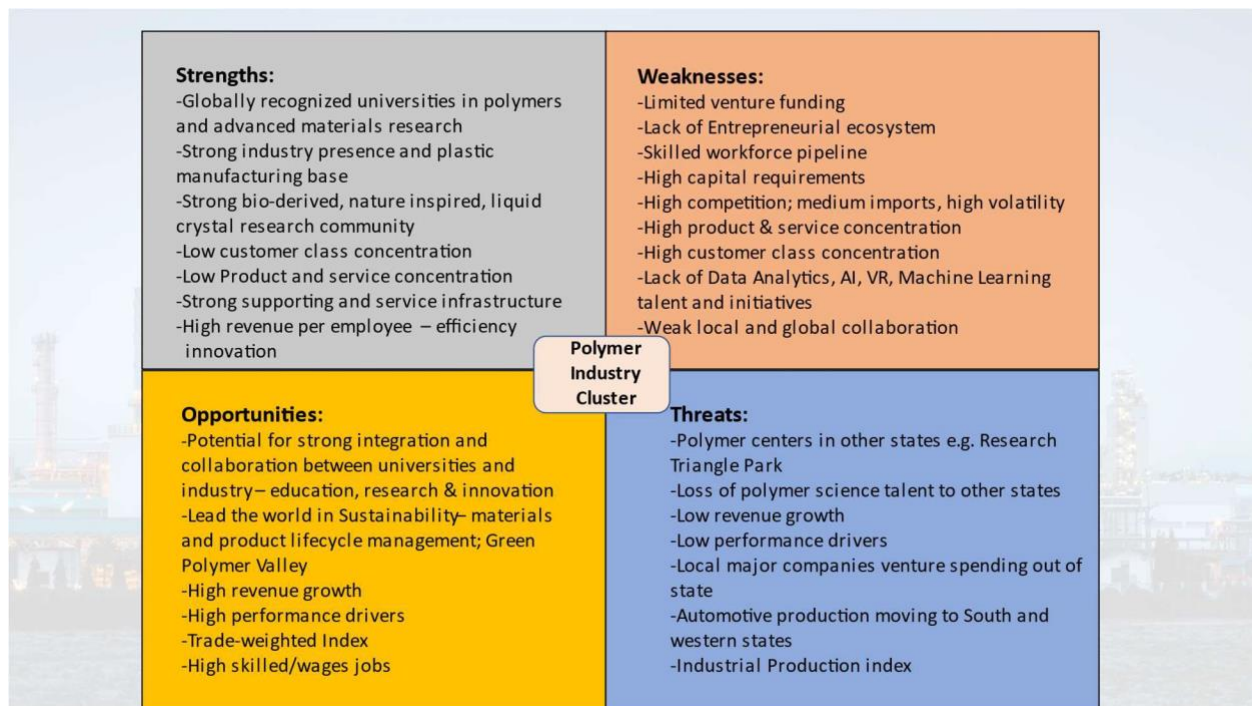 Strengths:
-Globally recognized universities in polymers
and advanced materials research
-Strong industry presence and plastic
manufacturing base
-Strong bio-derived, nature inspired, liquid
crystal research community
-Low customer class concentration
-Low Product and service concentration
-Strong supporting and service infrastructure
-High revenue per employee – efficiency
innovation
Weaknesses:
-Limited venture funding
-Lack of Entrepreneurial ecosystem
-Skilled workforce pipeline
-High capital requirements
-High competition; medium imports, high volatility
-High product & service concentration
-High customer class concentration
-Lack of Data Analytics, AI, VR, Machine Learning
talent and initiatives
-Weak local and global collaboration
Polymer
Industry
Cluster
Opportunities:
-Potential for strong integration and
collaboration between universities and
industry– education, research & innovation
-Lead the world in Sustainability– materials
and product lifecycle management; Green
Polymer Valley
-High revenue growth
-High performance drivers
-Trade-weighted Index
-High skilled/wages jobs
Threats:
-Polymer centers in other states e.g. Research
Triangle Park
-Loss of polymer science talent to other states
-Low revenue growth
-Low performance drivers
-Local major companies venture spending out of
state
-Automotive production moving to South and
western states
-Industrial Production index